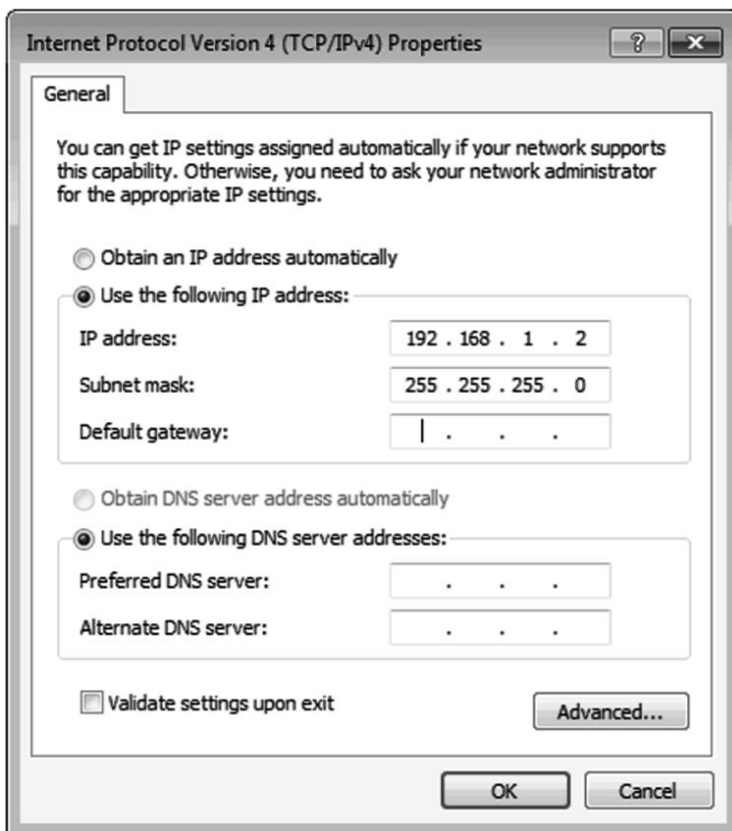 Internet Protocol Version 4 (TCP/IPv4) Properties
General
You can get IP settings assigned automatically if your network supports
this capability. Otherwise, you need to ask your network administrator
for the appropriate IP settings.
Obtain an IP address automatically
Use the following IP address:
IP address: 192 . 168 . 1 . 2
Subnet mask: 255 . 255 . 255 . 0
Default gateway: . . .
Obtain DNS server address automatically
Use the following DNS server addresses:
Preferred DNS server: . . .
Alternate DNS server: . . .
Validate settings upon exit
Advanced...
OK Cancel